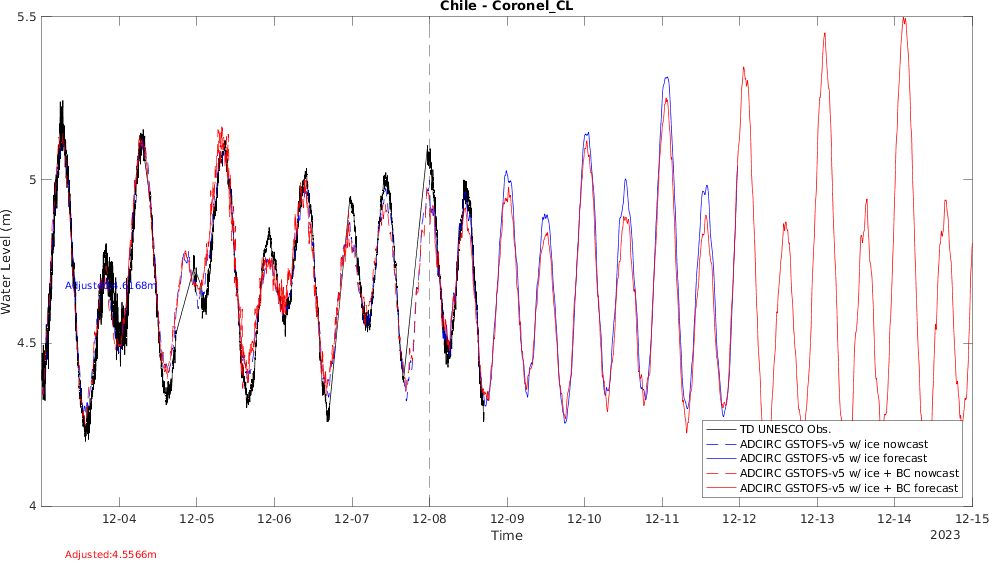 Chile - Coronel_CL
5.5
5
4.5
4
Water Level (m)
Adjusted:4.6168m
TD UNESCO Obs.
ADCIRC GSTOFS-v5 w/ ice nowcast
ADCIRC GSTOFS-v5 w/ ice forecast
ADCIRC GSTOFS-v5 w/ ice + BC nowcast
ADCIRC GSTOFS-v5 w/ ice + BC forecast
12-04 12-05 12-06 12-07 12-08 12-09 12-10 12-11 12-12 12-13 12-14 12-15
Time
2023
Adjusted:4.5566m